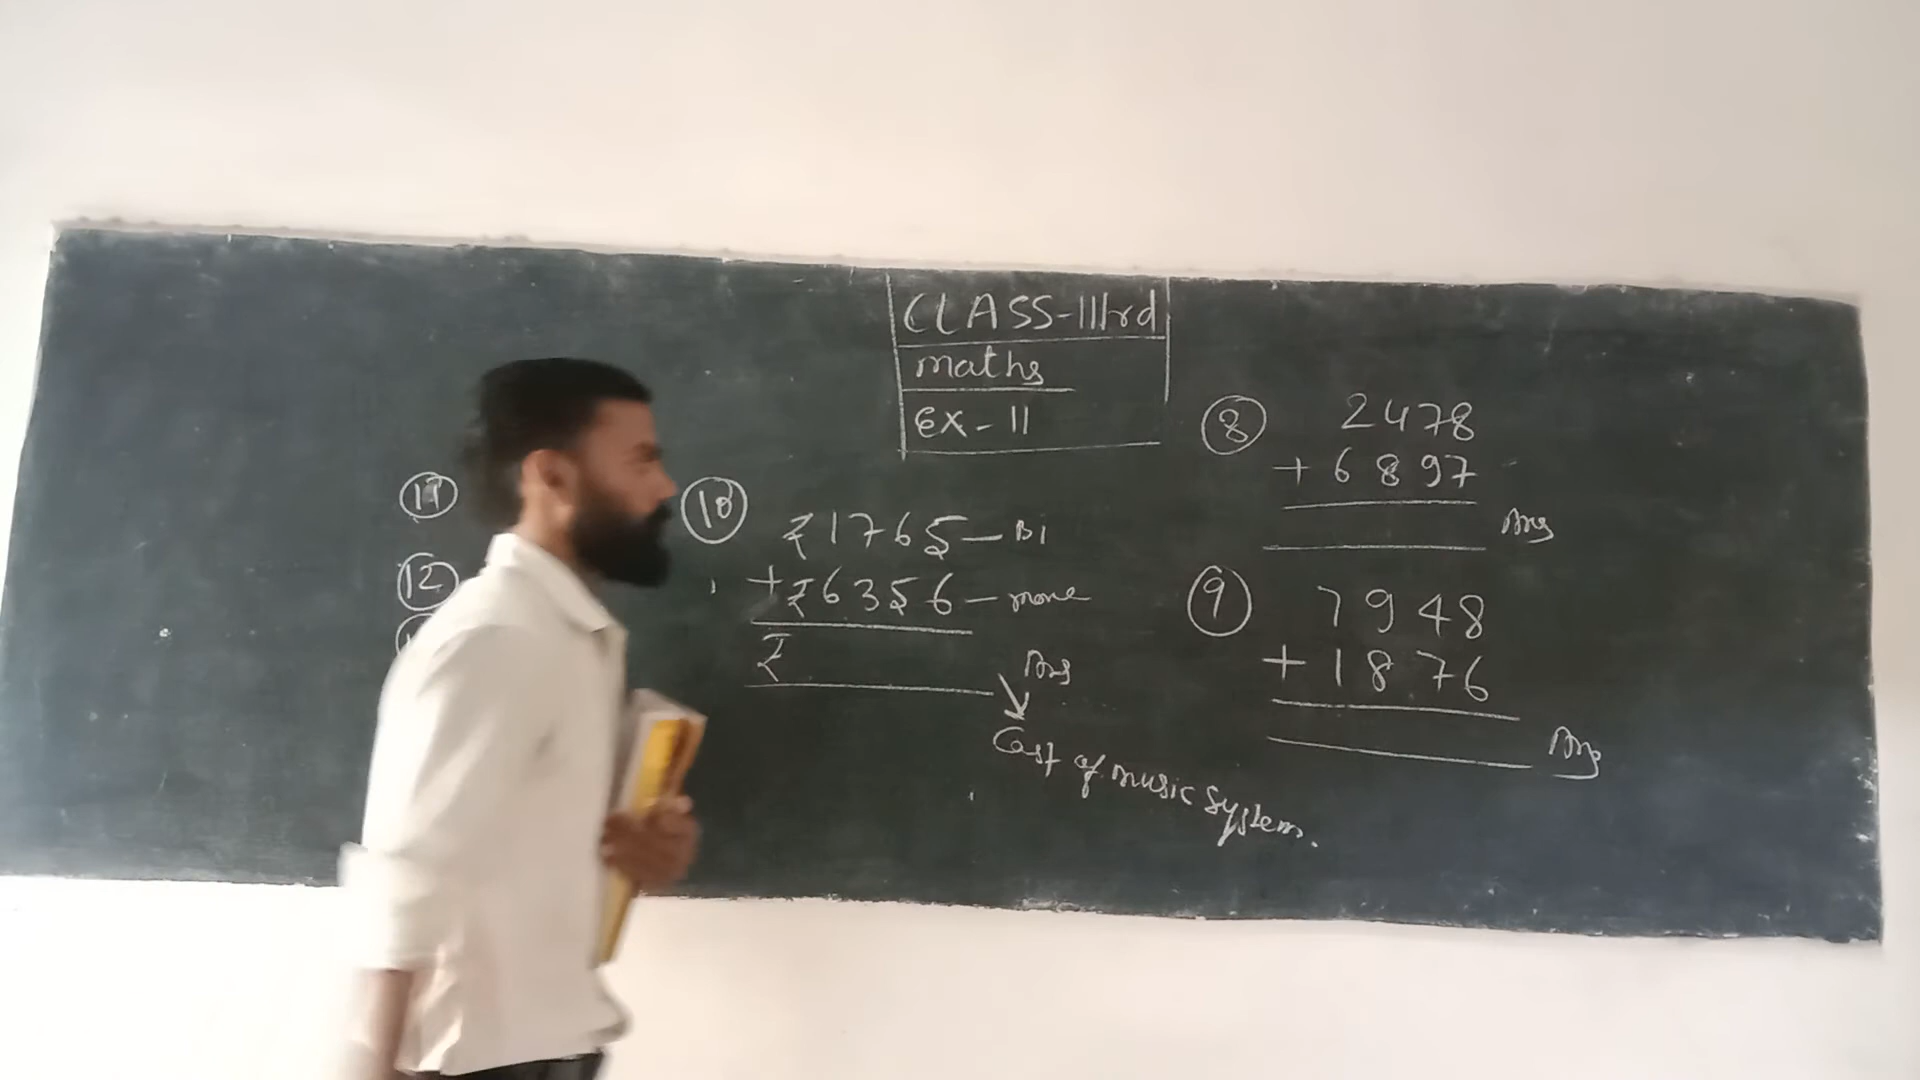 CLASS-IIIrd
maths
Ex-11
8
2478
+ 6897
Ans
9
7948
+ 1876
Ans
10
₹1765 — B1
+₹6356 — more
₹
Ans
Cost of music system.
11
12